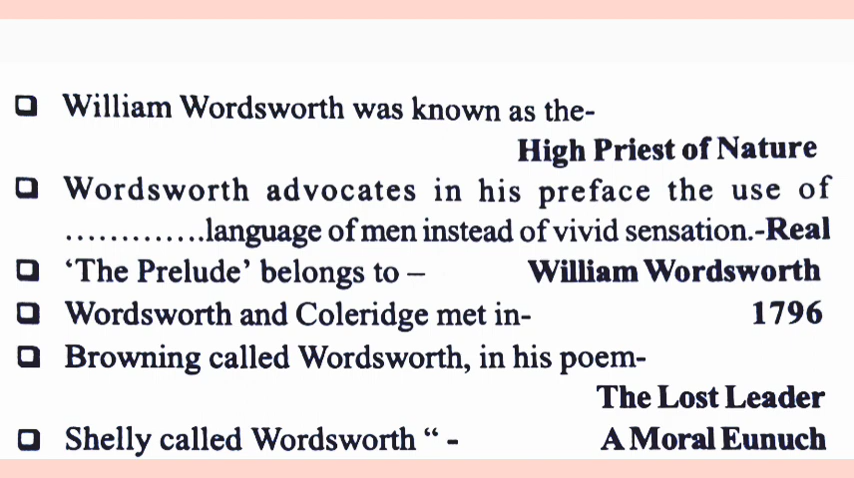 ❑ William Wordsworth was known as the-
High Priest of Nature
❑ Wordsworth advocates in his preface the use of
.............language of men instead of vivid sensation.-Real
❑ ‘The Prelude’ belongs to – William Wordsworth
❑ Wordsworth and Coleridge met in- 1796
❑ Browning called Wordsworth, in his poem-
The Lost Leader
❑ Shelly called Wordsworth “ - A Moral Eunuch